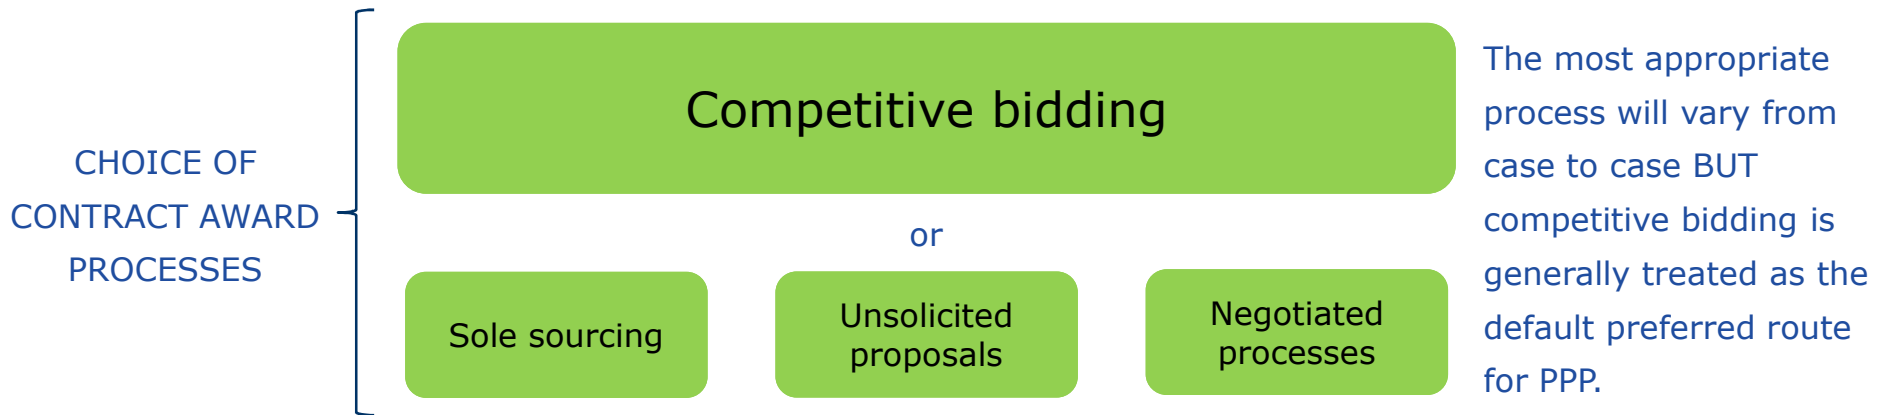 CHOICE OF
CONTRACT AWARD
PROCESSES
Competitive bidding
or
Sole sourcing
Unsolicited
proposals
Negotiated
processes
The most appropriate
process will vary from
case to case BUT
competitive bidding is
generally treated as the
default preferred route
for PPP.